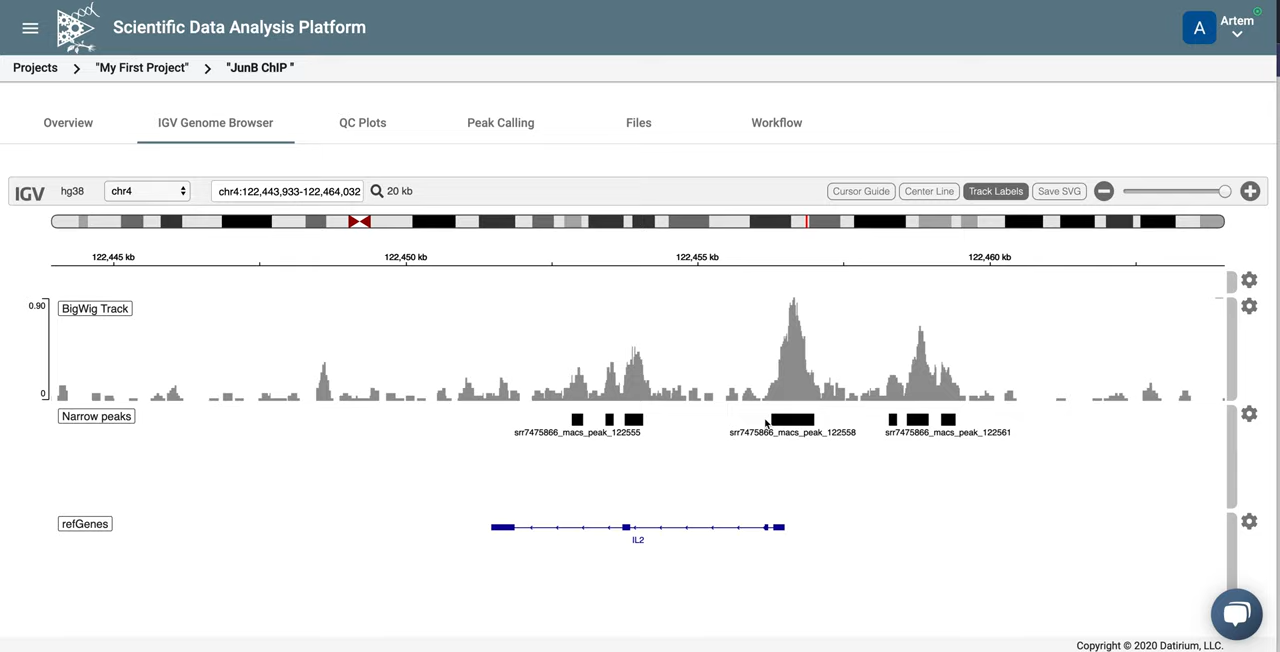 Scientific Data Analysis Platform
A
Artem
Projects > "My First Project" > "JunB ChIP "
Overview
IGV Genome Browser
QC Plots
Peak Calling
Files
Workflow
IGV hg38 chr4 chr4:122,443,933-122,464,032 20 kb Cursor Guide Center Line Track Labels Save SVG
122,445 kb 122,450 kb 122,455 kb 122,460 kb
0.90
BigWig Track
0
Narrow peaks
srr7475866_macs_peak_122555 srr7475866_macs_peak_122558 srr7475866_macs_peak_122561
refGenes
IL2
Copyright © 2020 Datirium, LLC.